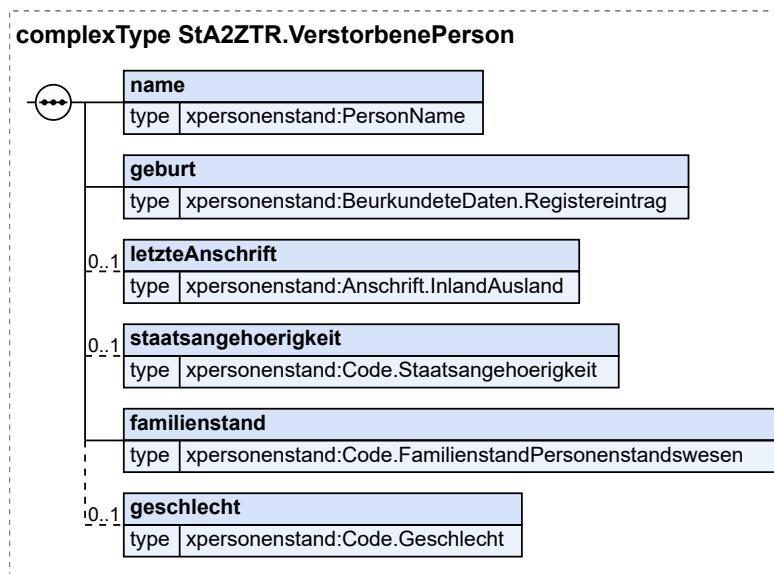 complexType StA2ZTR.VerstorbenePerson
name
type xpersonenstand:PersonName
geburt
type xpersonenstand:BeurkundeteDaten.Registereintrag
0..1 letzteAnschrift
type xpersonenstand:Anschrift.InlandAusland
0..1 staatsangehoerigkeit
type xpersonenstand:Code.Staatsangehoerigkeit
familienstand
type xpersonenstand:Code.FamilienstandPersonenstandswesen
0..1 geschlecht
type xpersonenstand:Code.Geschlecht